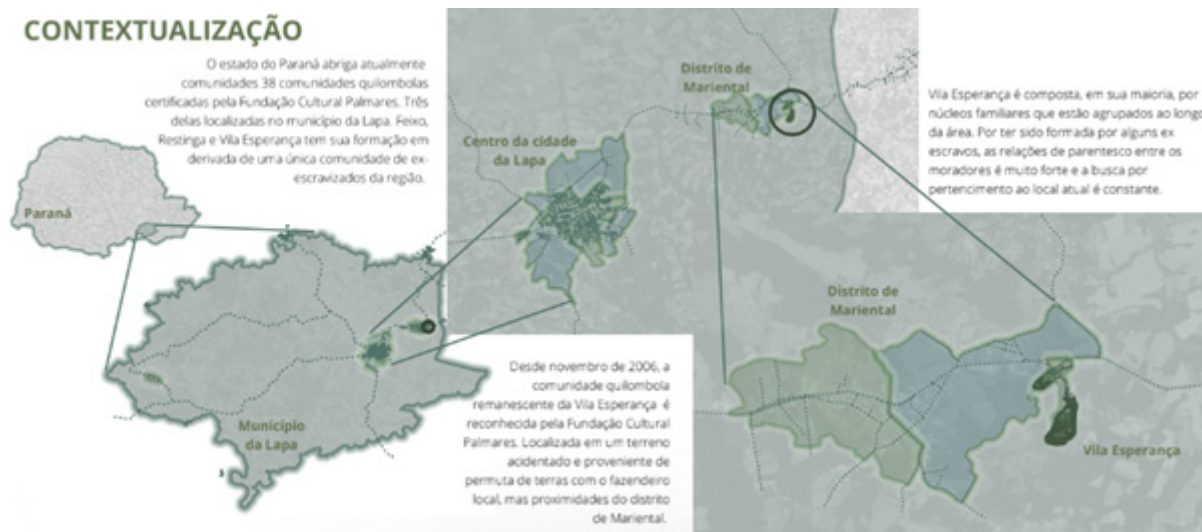 CONTEXTUALIZAÇÃO
O estado do Paraná abriga atualmente
comunidades 38 comunidades quilombolas
certificadas pela Fundação Cultural Palmares. Três
delas localizadas no município da Lapa. Feixo,
Restinga e Vila Esperança tem sua formação em
derivada de uma única comunidade de ex-
escravizados da região.
Paraná
Município
da Lapa
Centro da cidade
da Lapa
Distrito de
Mariental
Vila Esperança é composta, em sua maioria, por
núcleos familiares que estão agrupados ao longo
da área. Por ter sido formada por alguns ex
escravos, as relações de parentesco entre os
moradores é muito forte e a busca por
pertencimento ao local atual é constante.
Desde novembro de 2006, a
comunidade quilombola
remanescente da Vila Esperança é
reconhecida pela Fundação Cultural
Palmares. Localizada em um terreno
acidentado e proveniente de
permuta de terras com o fazendeiro
local, mas proximidades do distrito
de Mariental.
Distrito de
Mariental
Vila Esperança